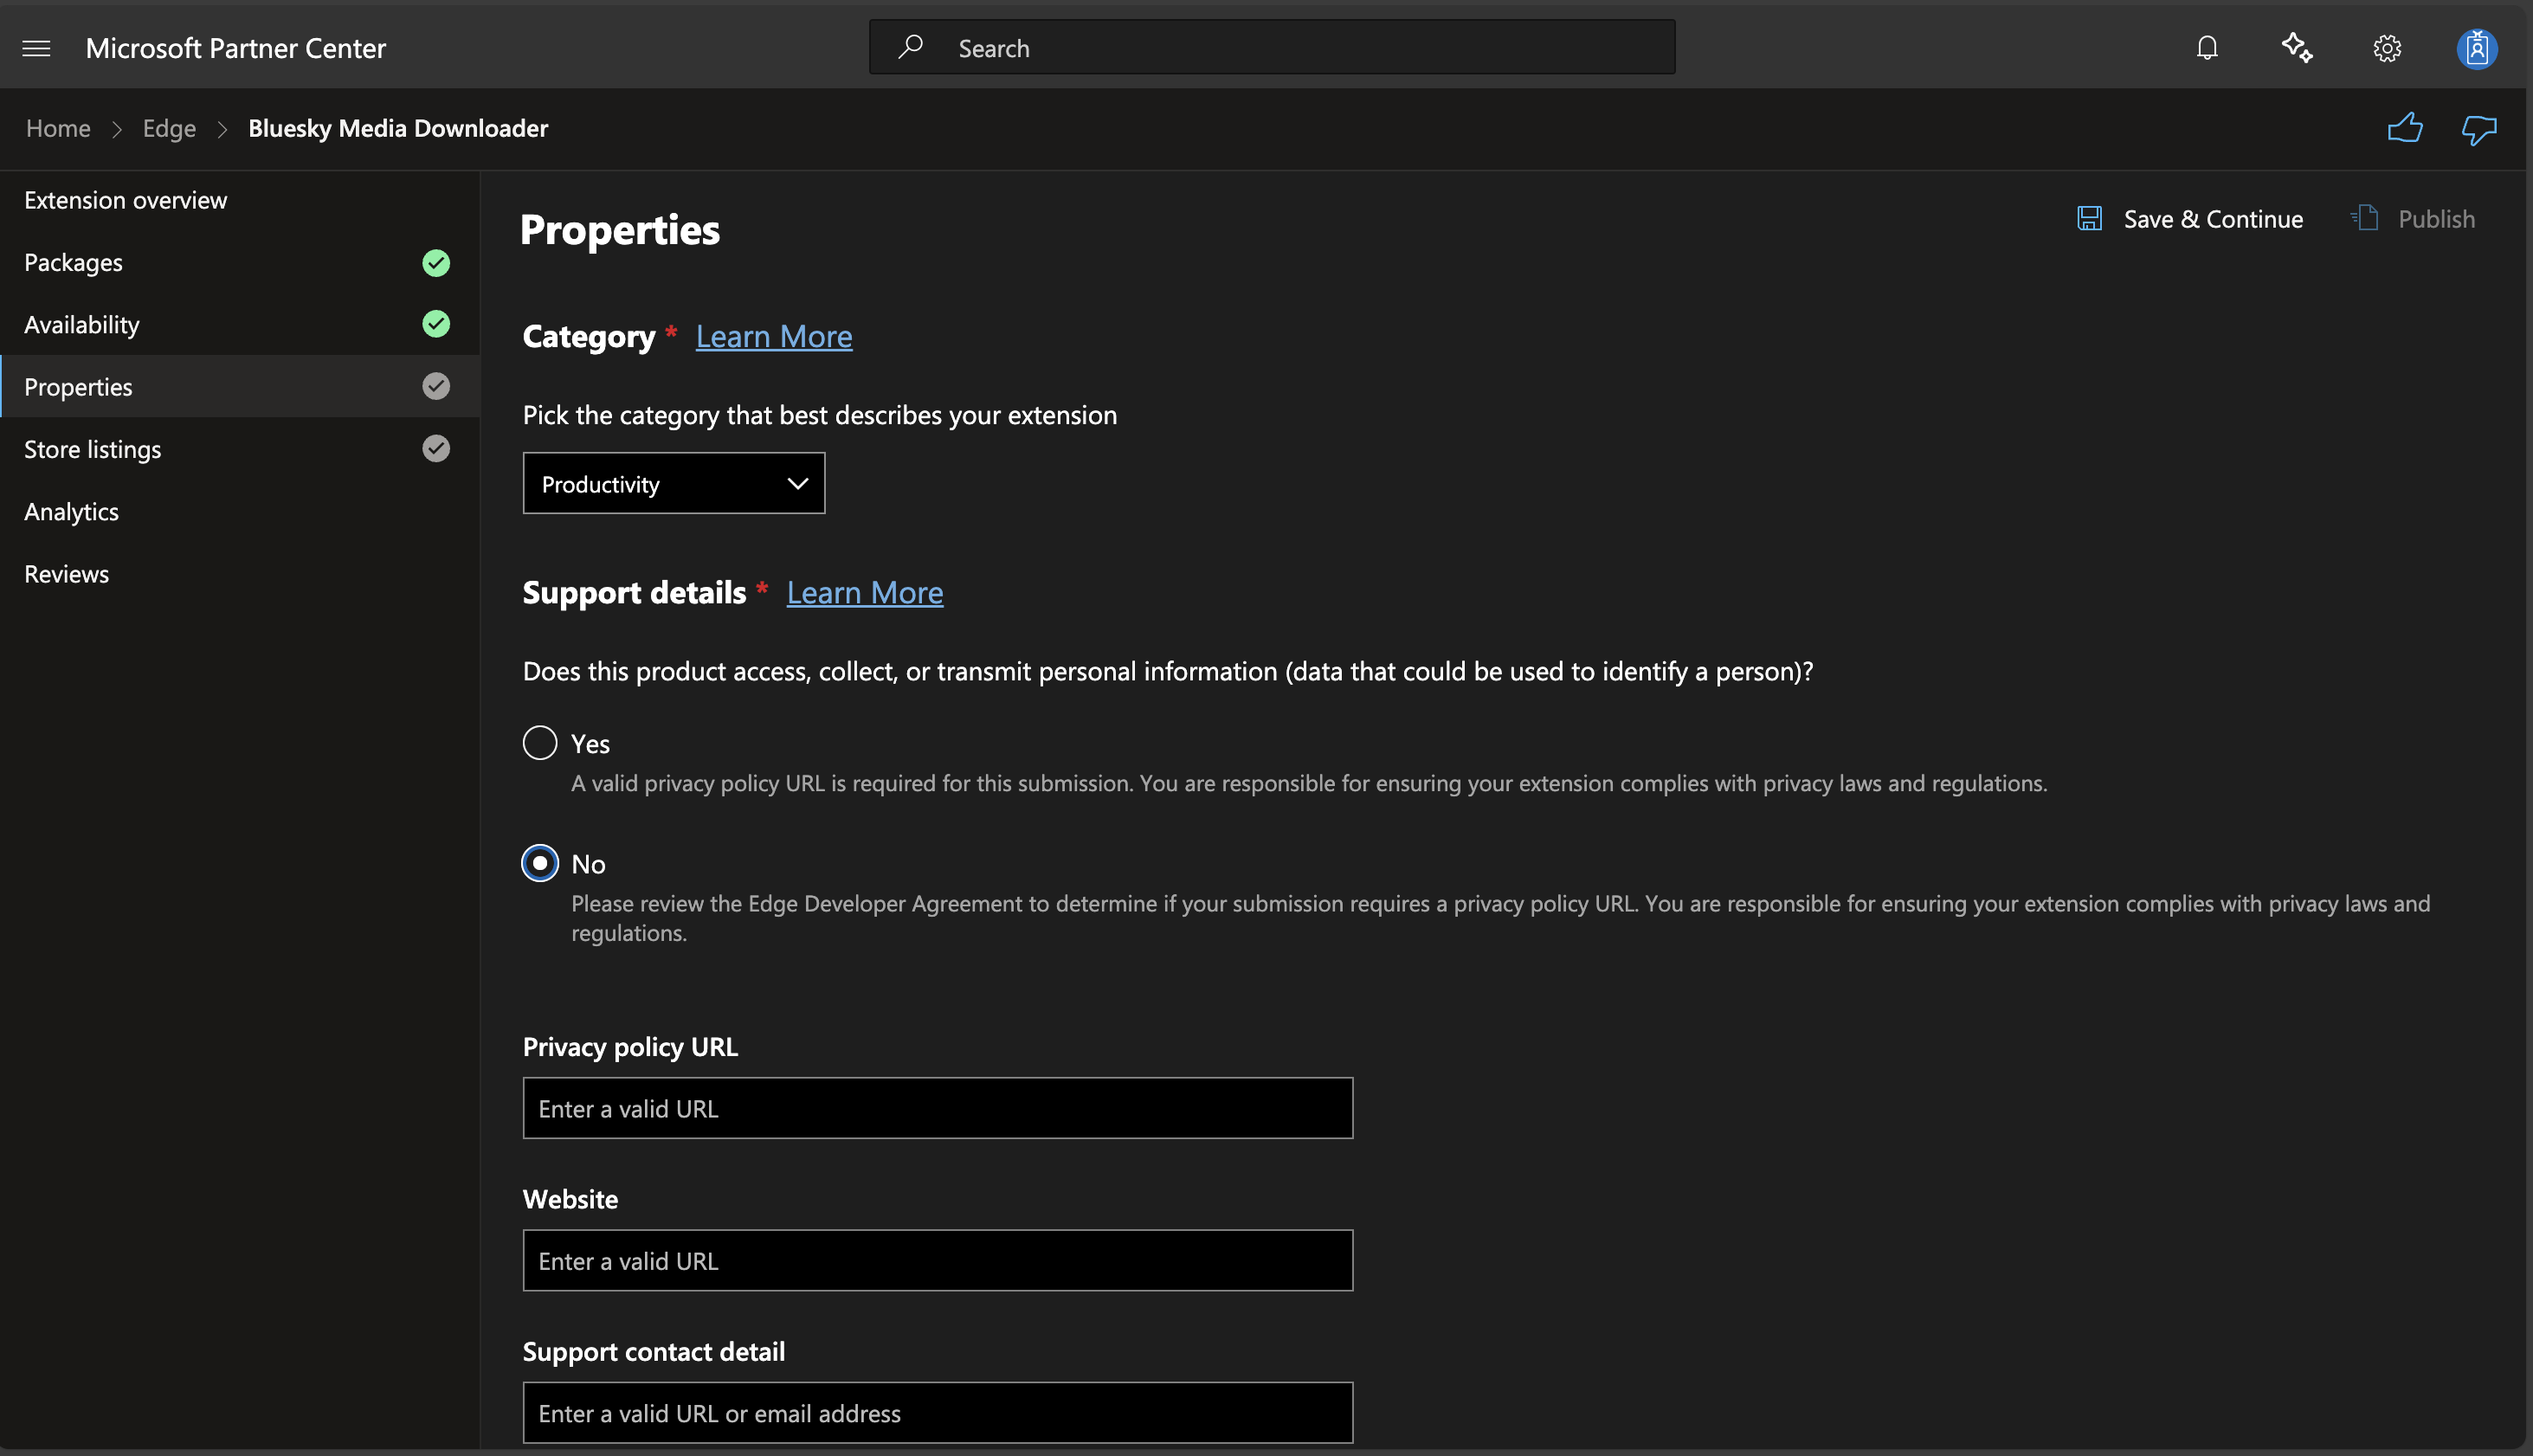 Microsoft Partner Center
Search
Home > Edge > Bluesky Media Downloader
Extension overview
Packages
Availability
Properties
Store listings
Analytics
Reviews
Properties
Save & Continue
Publish
Category * Learn More
Pick the category that best describes your extension
Productivity
Support details * Learn More
Does this product access, collect, or transmit personal information (data that could be used to identify a person)?
Yes
A valid privacy policy URL is required for this submission. You are responsible for ensuring your extension complies with privacy laws and regulations.
No
Please review the Edge Developer Agreement to determine if your submission requires a privacy policy URL. You are responsible for ensuring your extension complies with privacy laws and
regulations.
Privacy policy URL
Enter a valid URL
Website
Enter a valid URL
Support contact detail
Enter a valid URL or email address